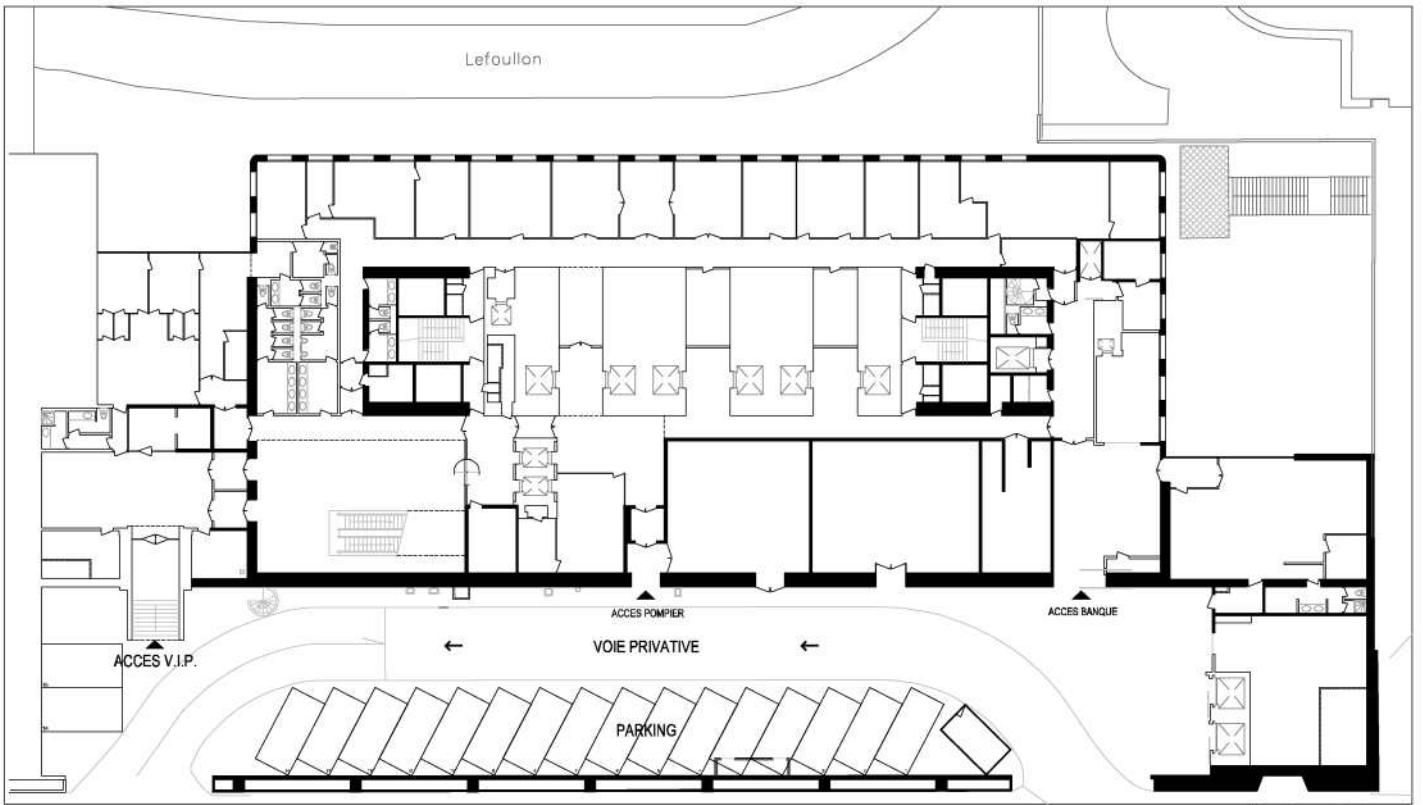 Lefoullon
ACCES POMPIER
ACCES BANQUE
VOIE PRIVATIVE
ACCES V.I.P.
PARKING